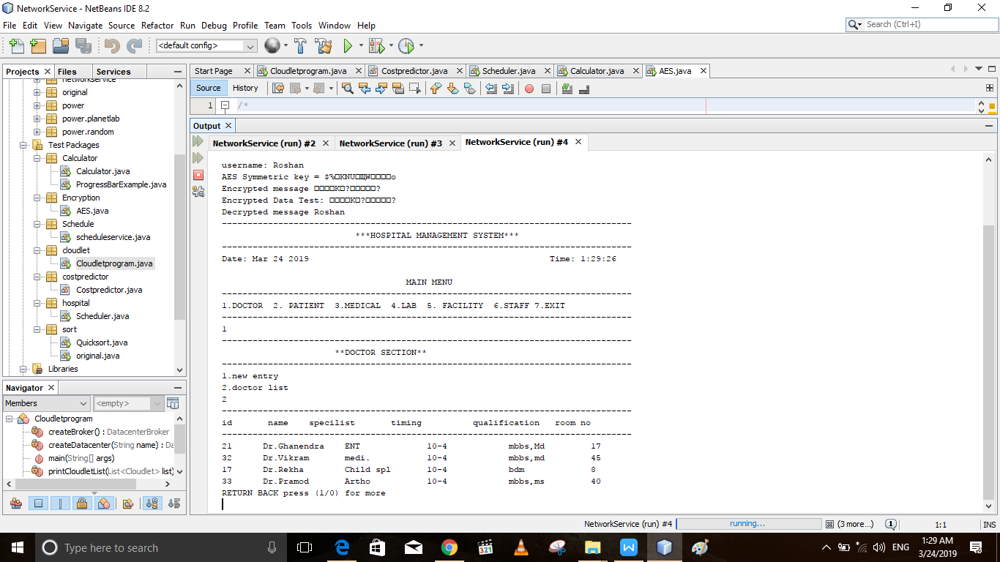 NetworkService - NetBeans IDE 8.2
File Edit View Navigate Source Refactor Run Debug Profile Team Tools Window Help
Search (Ctrl+I)
<default config>
Projects Files Services
networkservice
original
power
power.planetlab
power.random
Test Packages
Calculator
Calculator.java
ProgressBarExample.java
Encryption
AES.java
Schedule
scheduleservice.java
cloudlet
Cloudletprogram.java
costpredictor
Costpredictor.java
hospital
Scheduler.java
sort
Quicksort.java
original.java
Libraries
Navigator
Members <empty>
Cloudletprogram
createBroker() : DatacenterBroker
createDatacenter(String name) : Da
main(String[] args)
printCloudletList(List<Cloudlet> list)
Start Page Cloudletprogram.java Costpredictor.java Scheduler.java Calculator.java AES.java
Source History
1 /*
Output
NetworkService (run) #2 NetworkService (run) #3 NetworkService (run) #4
username: Roshan
AES Symmetric key =
Encrypted message
Encrypted Data Test:
Decrypted message Roshan
--------------------------------------------------------------------------------
***HOSPITAL MANAGEMENT SYSTEM***
--------------------------------------------------------------------------------
Date: Mar 24 2019 Time: 1:29:26
MAIN MENU
--------------------------------------------------------------------------------
1.DOCTOR 2. PATIENT 3.MEDICAL 4.LAB 5. FACILITY 6.STAFF 7.EXIT
--------------------------------------------------------------------------------
1
--------------------------------------------------------------------------------
**DOCTOR SECTION**
--------------------------------------------------------------------------------
1.new entry
2.doctor list
2
--------------------------------------------------------------------------------
id name specilist timing qualification room no
--------------------------------------------------------------------------------
21 Dr.Ghanendra ENT 10-4 mbbs,Md 17
32 Dr.Vikram medi. 10-4 mbbs,md 45
17 Dr.Rekha Child spl 10-4 bdm 8
33 Dr.Pramod Artho 10-4 mbbs,ms 40
RETURN BACK press (1/0) for more
NetworkService (run) #4 running... (3 more...) 1 1:1 INS
Type here to search
321
ENG
1:29 AM
3/24/2019